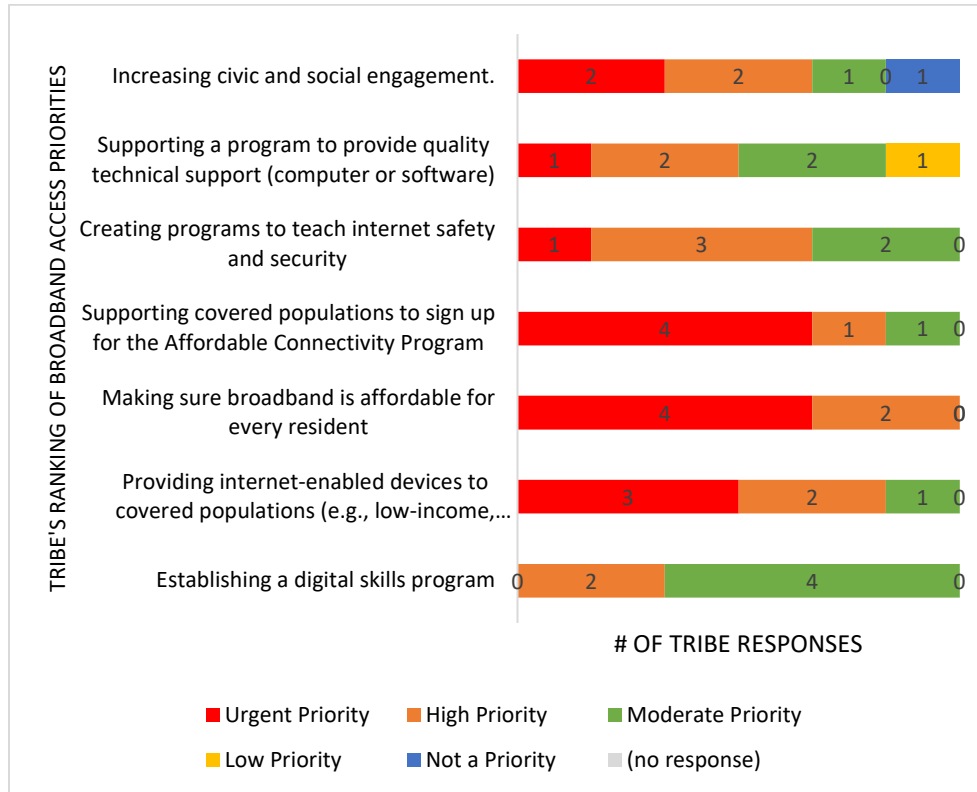 TRIBE'S RANKING OF BROADBAND ACCESS PRIORITIES
Increasing civic and social engagement.
2 2 1 0 1
Supporting a program to provide quality
technical support (computer or software)
1 2 2 1
Creating programs to teach internet safety
and security
1 3 2 0
Supporting covered populations to sign up
for the Affordable Connectivity Program
4 1 1 0
Making sure broadband is affordable for
every resident
4 2 0
Providing internet-enabled devices to
covered populations (e.g., low-income,...
3 2 1 0
Establishing a digital skills program
0 2 4 0
# OF TRIBE RESPONSES
Urgent Priority High Priority Moderate Priority
Low Priority Not a Priority (no response)